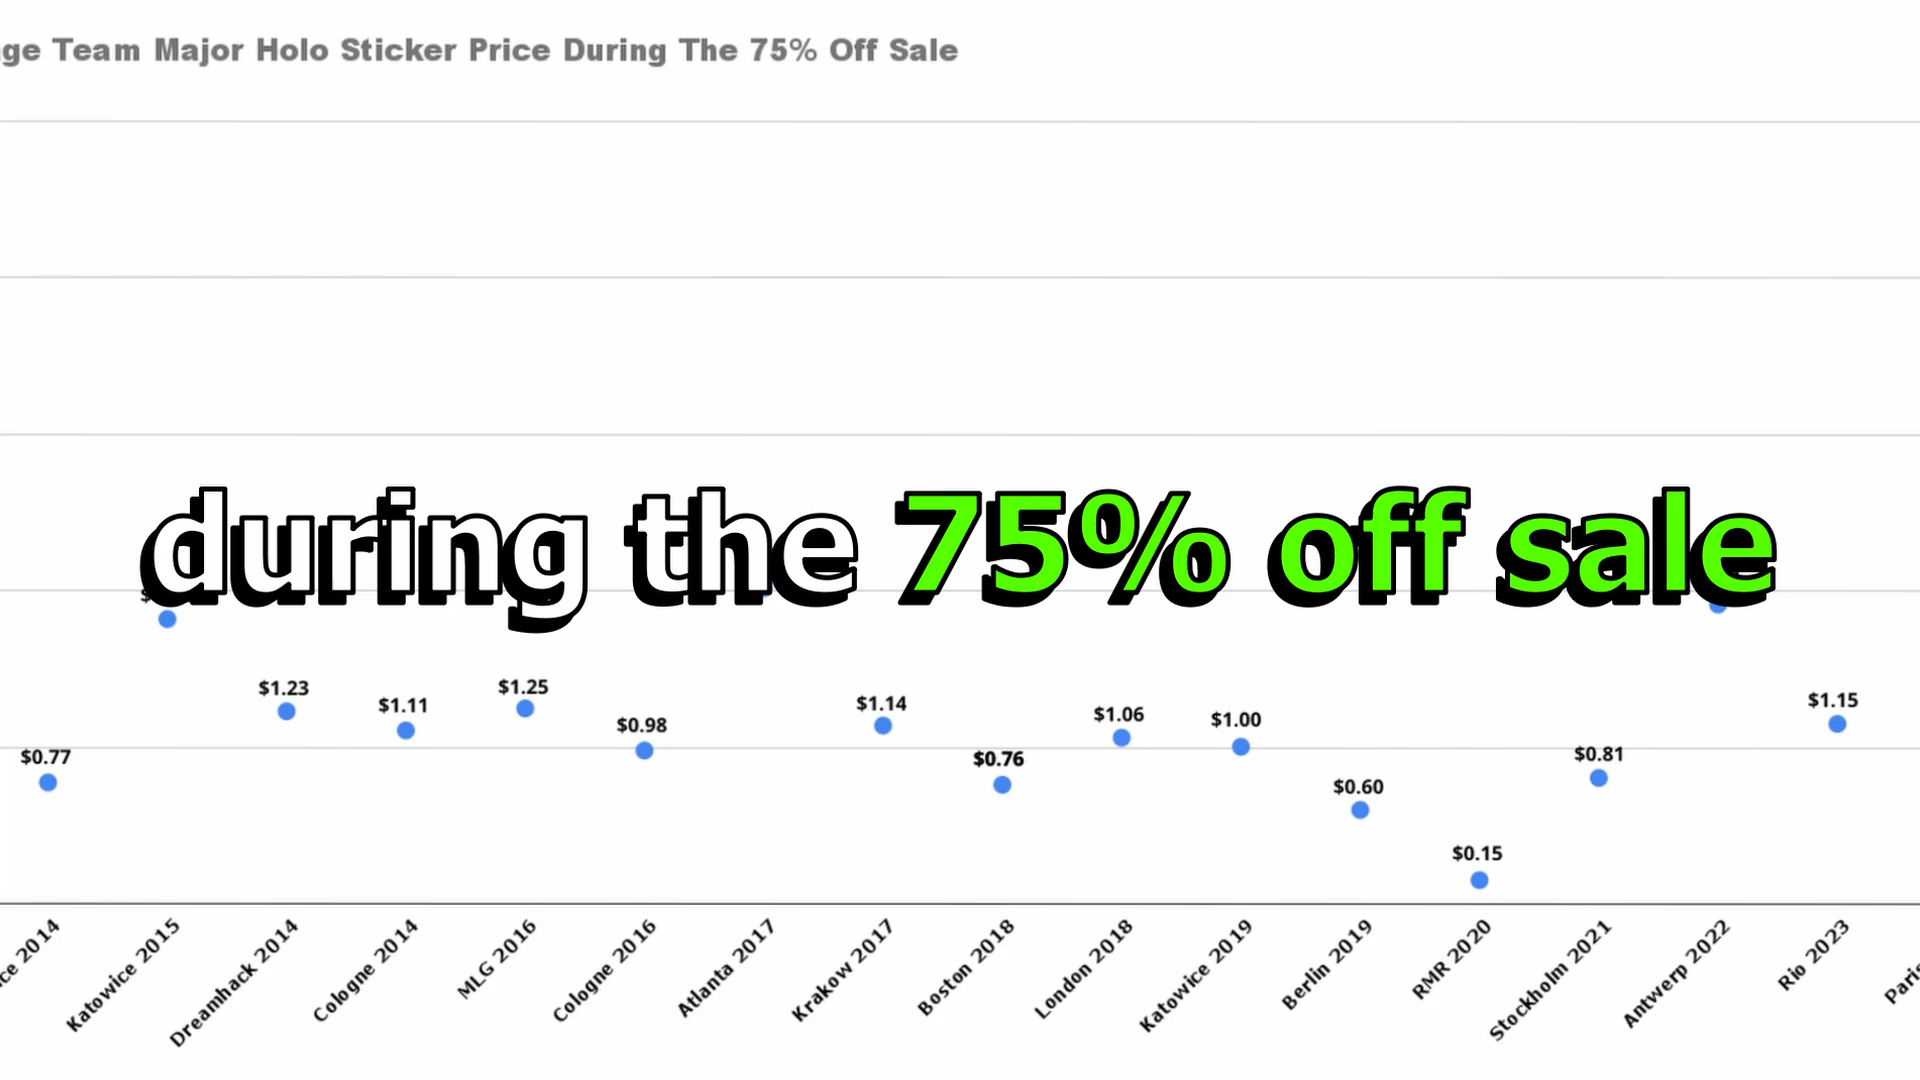 ge Team Major Holo Sticker Price During The 75% Off Sale
during the 75% off sale
$1.23
$1.25
$1.11
$1.14
$1.15
$1.06
$1.00
$0.98
$0.77
$0.76
$0.81
$0.60
$0.15
ce 2014
Katowice 2015
Dreamhack 2014
Cologne 2014
MLG 2016
Cologne 2016
Atlanta 2017
Krakow 2017
Boston 2018
London 2018
Katowice 2019
Berlin 2019
RMR 2020
Stockholm 2021
Antwerp 2022
Rio 2023
Paris